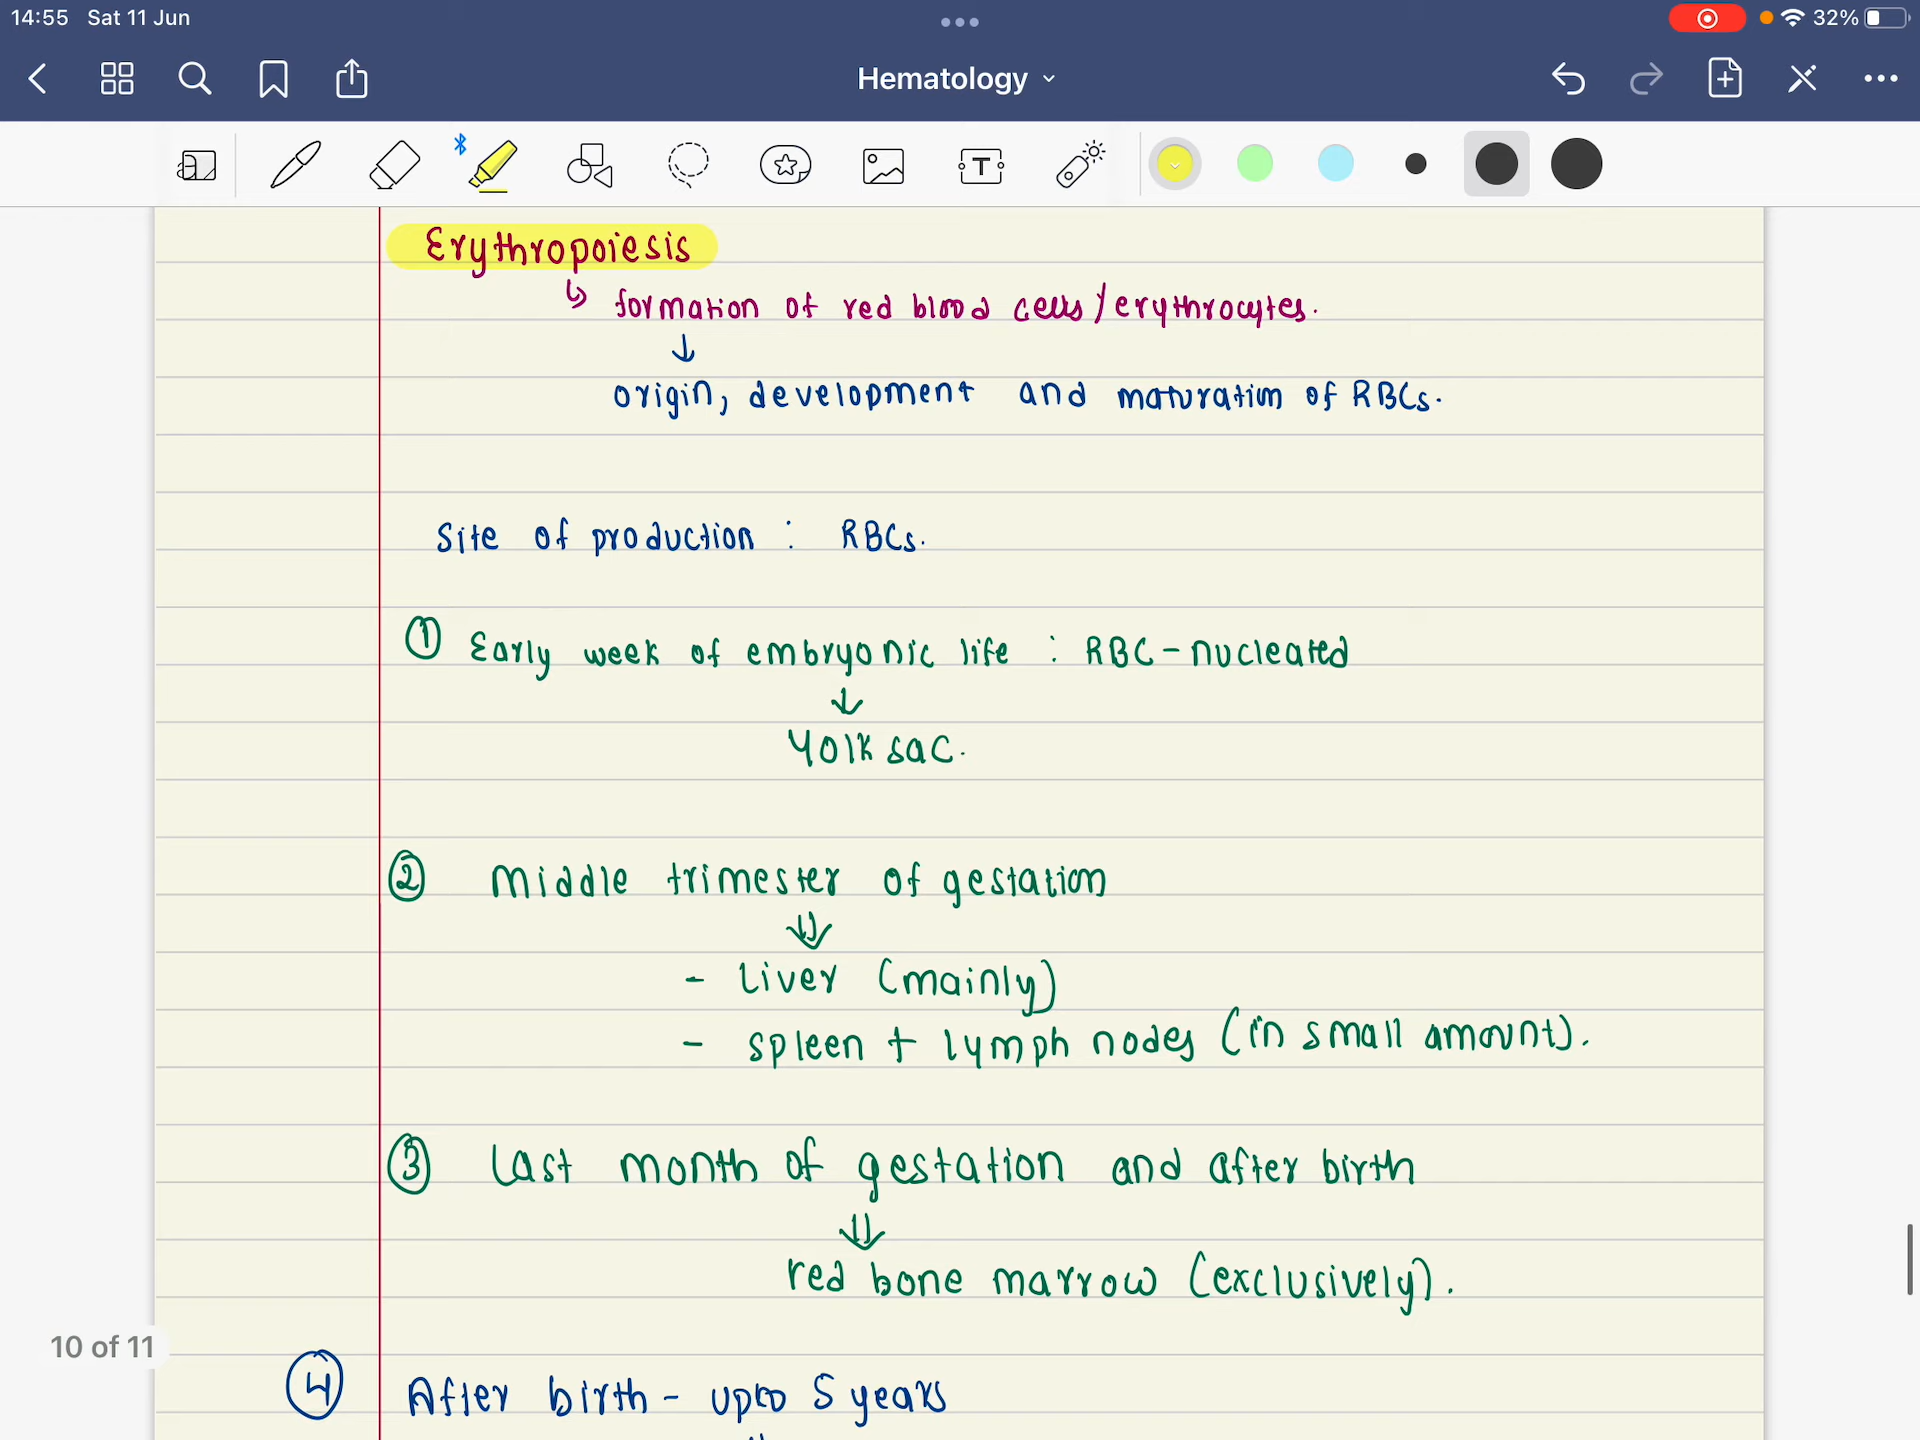 14:55 Sat 11 Jun
32%
Hematology
Erythropoiesis
↳ formation of red blood cells/erythrocytes.
↓
origin, development and maturation of RBCs.
Site of production : RBCs.
① Early week of embryonic life : RBC-nucleated
↓
Yolk sac.
② Middle trimester of gestation
⇓
- Liver (mainly)
- spleen + lymph nodes (in small amount).
③ Last month of gestation and after birth
⇓
red bone marrow (exclusively).
10 of 11
④ After birth - upto 5 years